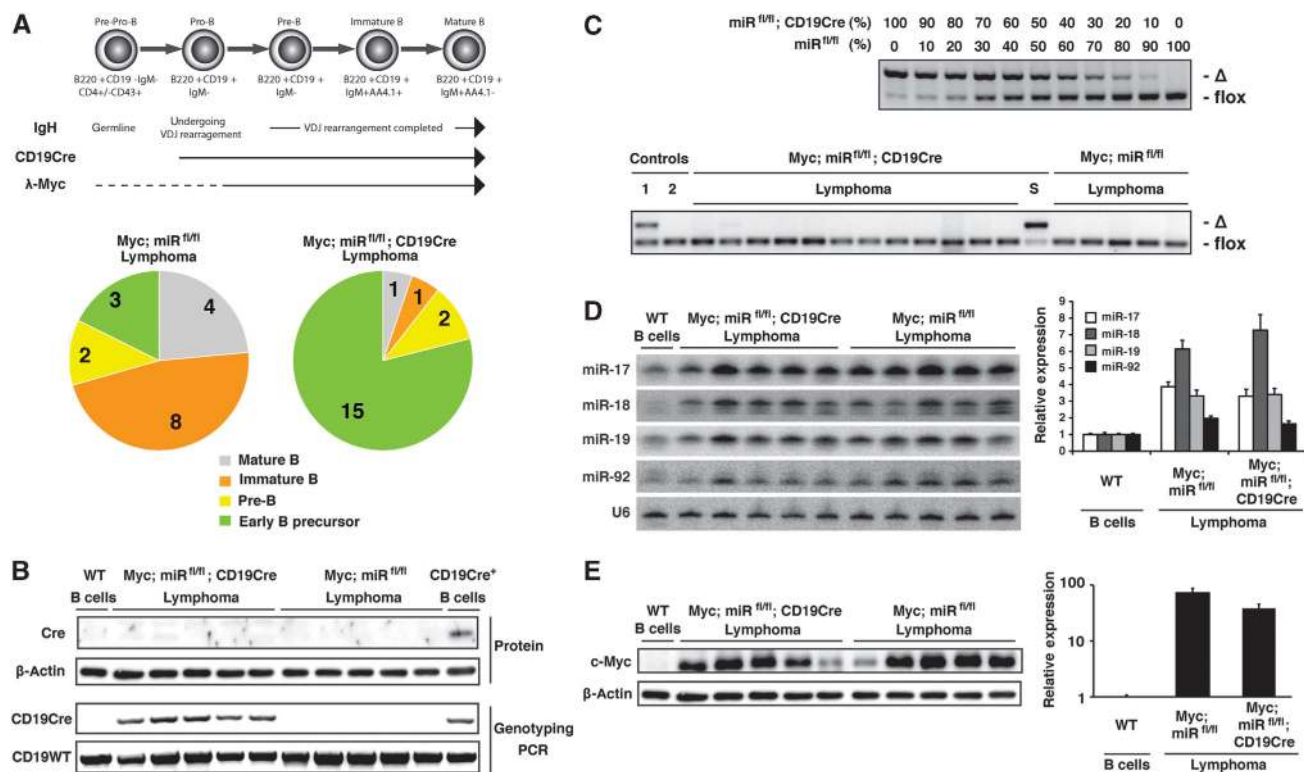 A
Pre-Pro-B Pro-B Pre-B Immature B Mature B
B220 +CD19 -IgM- B220 +CD19 + B220 +CD19 + B220 +CD19 + B220 +CD19 +
CD4+/-CD43+ IgM- IgM- IgM+AA4.1+ IgM+AA4.1-
IgH Germline Undergoing VDJ rearragement VDJ rearrangement completed
CD19Cre
λ-Myc
Myc; miR fl/fl
Lymphoma
3
4
2
8
Myc; miR fl/fl; CD19Cre
Lymphoma
1
1
2
15
Mature B
Immature B
Pre-B
Early B precursor
B
WT Myc; miR fl/fl; CD19Cre Myc; miR fl/fl CD19Cre+
B cells Lymphoma Lymphoma B cells
Cre
β-Actin
Protein
CD19Cre
CD19WT
Genotyping
PCR
C
miR fl/fl; CD19Cre (%) 100 90 80 70 60 50 40 30 20 10 0
miR fl/fl (%) 0 10 20 30 40 50 60 70 80 90 100
- Δ
- flox
Controls Myc; miR fl/fl; CD19Cre Myc; miR fl/fl
1 2 Lymphoma S Lymphoma
- Δ
- flox
D
WT Myc; miR fl/fl; CD19Cre Myc; miR fl/fl
B cells Lymphoma Lymphoma
miR-17
miR-18
miR-19
miR-92
U6
Relative expression
9
8
7
6
5
4
3
2
1
0
miR-17
miR-18
miR-19
miR-92
WT
Myc;
miR fl/fl
Myc;
miR fl/fl;
CD19Cre
B cells Lymphoma
E
WT Myc; miR fl/fl; CD19Cre Myc; miR fl/fl
B cells Lymphoma Lymphoma
c-Myc
β-Actin
Relative expression
100
10
1
WT
Myc;
miR fl/fl
Myc;
miR fl/fl;
CD19Cre
B cells Lymphoma